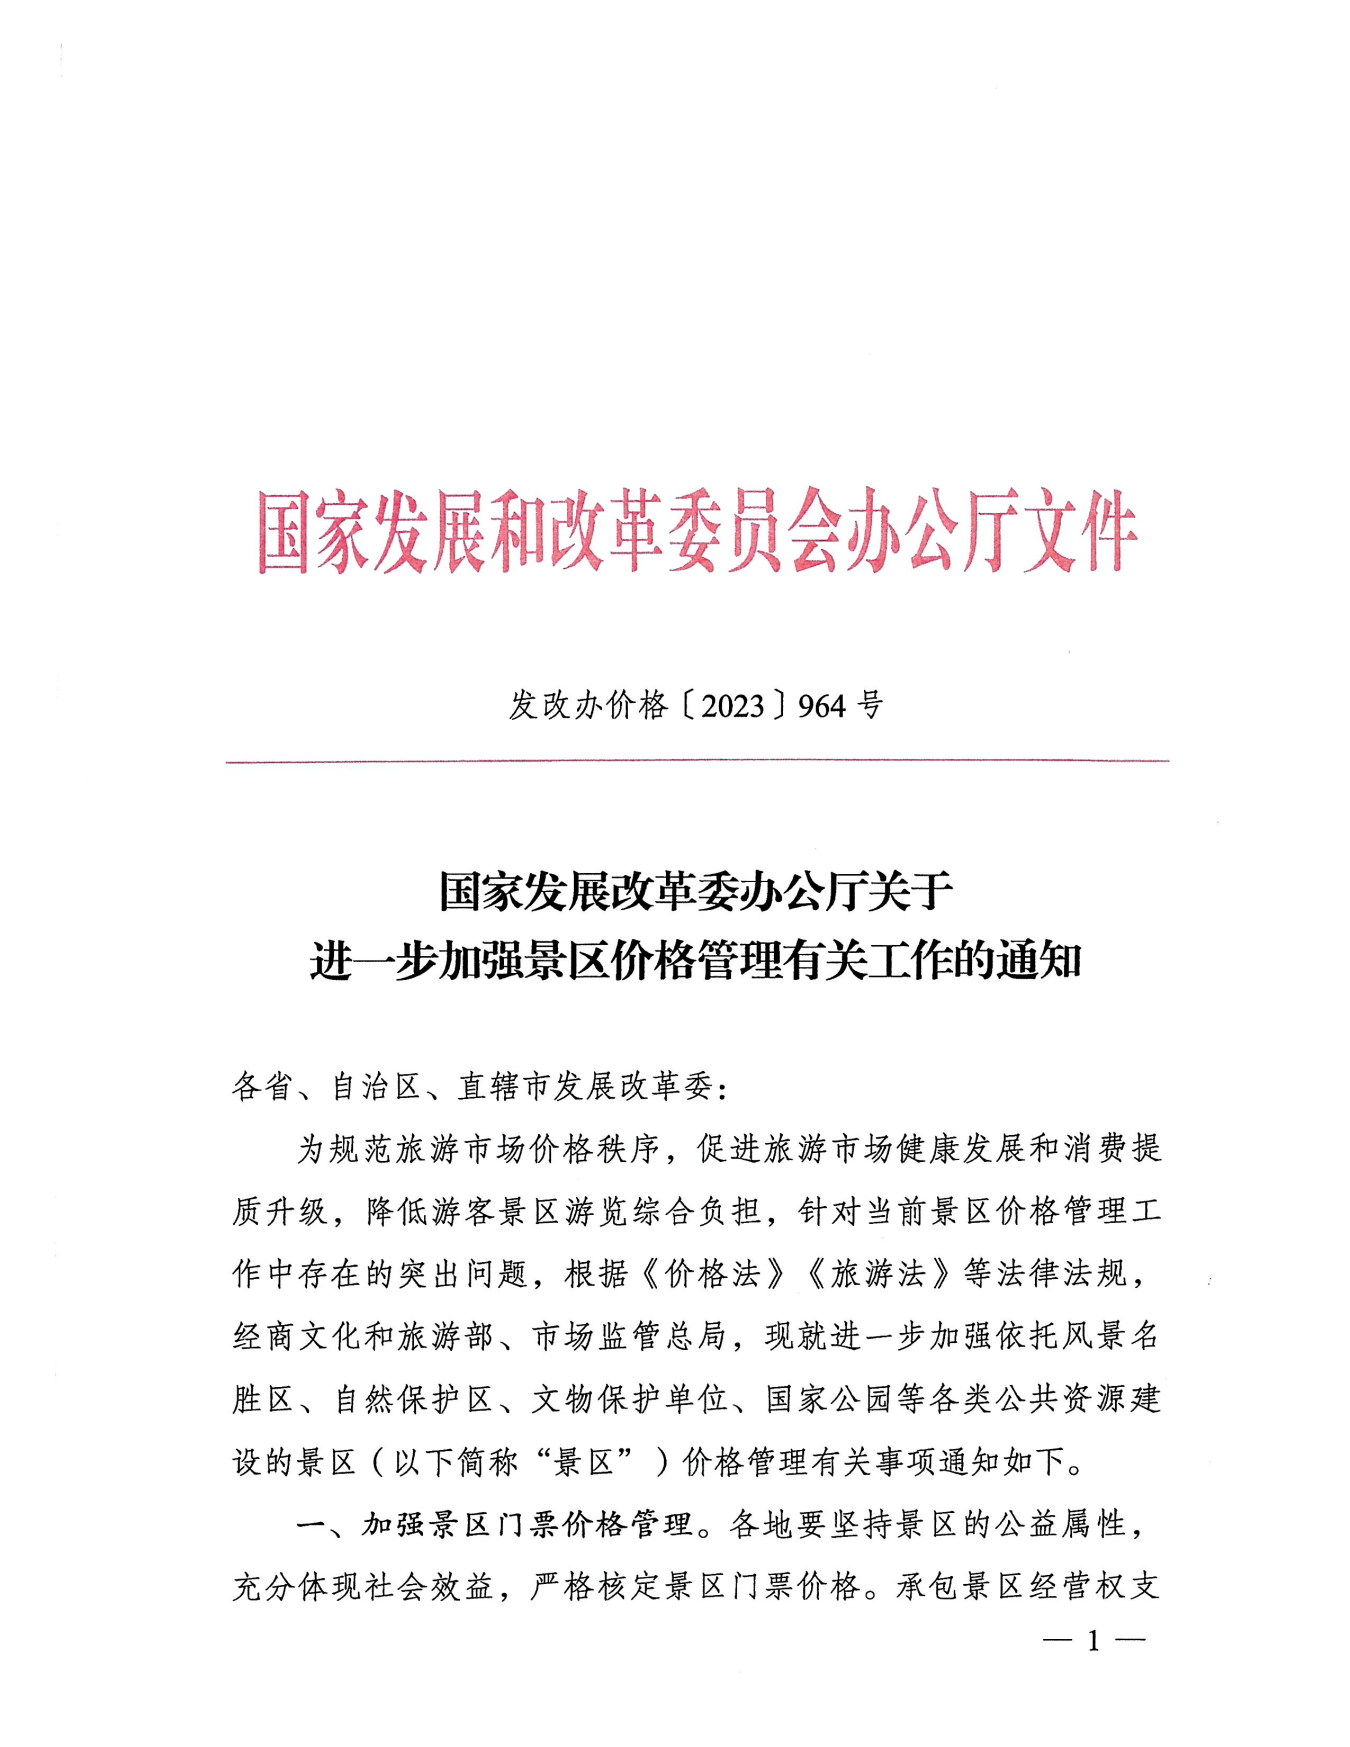 国家发展和改革委员会办公厅文件
发改办价格〔2023〕964 号
国家发展改革委办公厅关于
进一步加强景区价格管理有关工作的通知
各省、自治区、直辖市发展改革委：
为规范旅游市场价格秩序，促进旅游市场健康发展和消费提
质升级，降低游客景区游览综合负担，针对当前景区价格管理工
作中存在的突出问题，根据《价格法》《旅游法》等法律法规，
经商文化和旅游部、市场监管总局，现就进一步加强依托风景名
胜区、自然保护区、文物保护单位、国家公园等各类公共资源建
设的景区（以下简称“景区”）价格管理有关事项通知如下。
一、加强景区门票价格管理。各地要坚持景区的公益属性，
充分体现社会效益，严格核定景区门票价格。承包景区经营权支
— 1 —